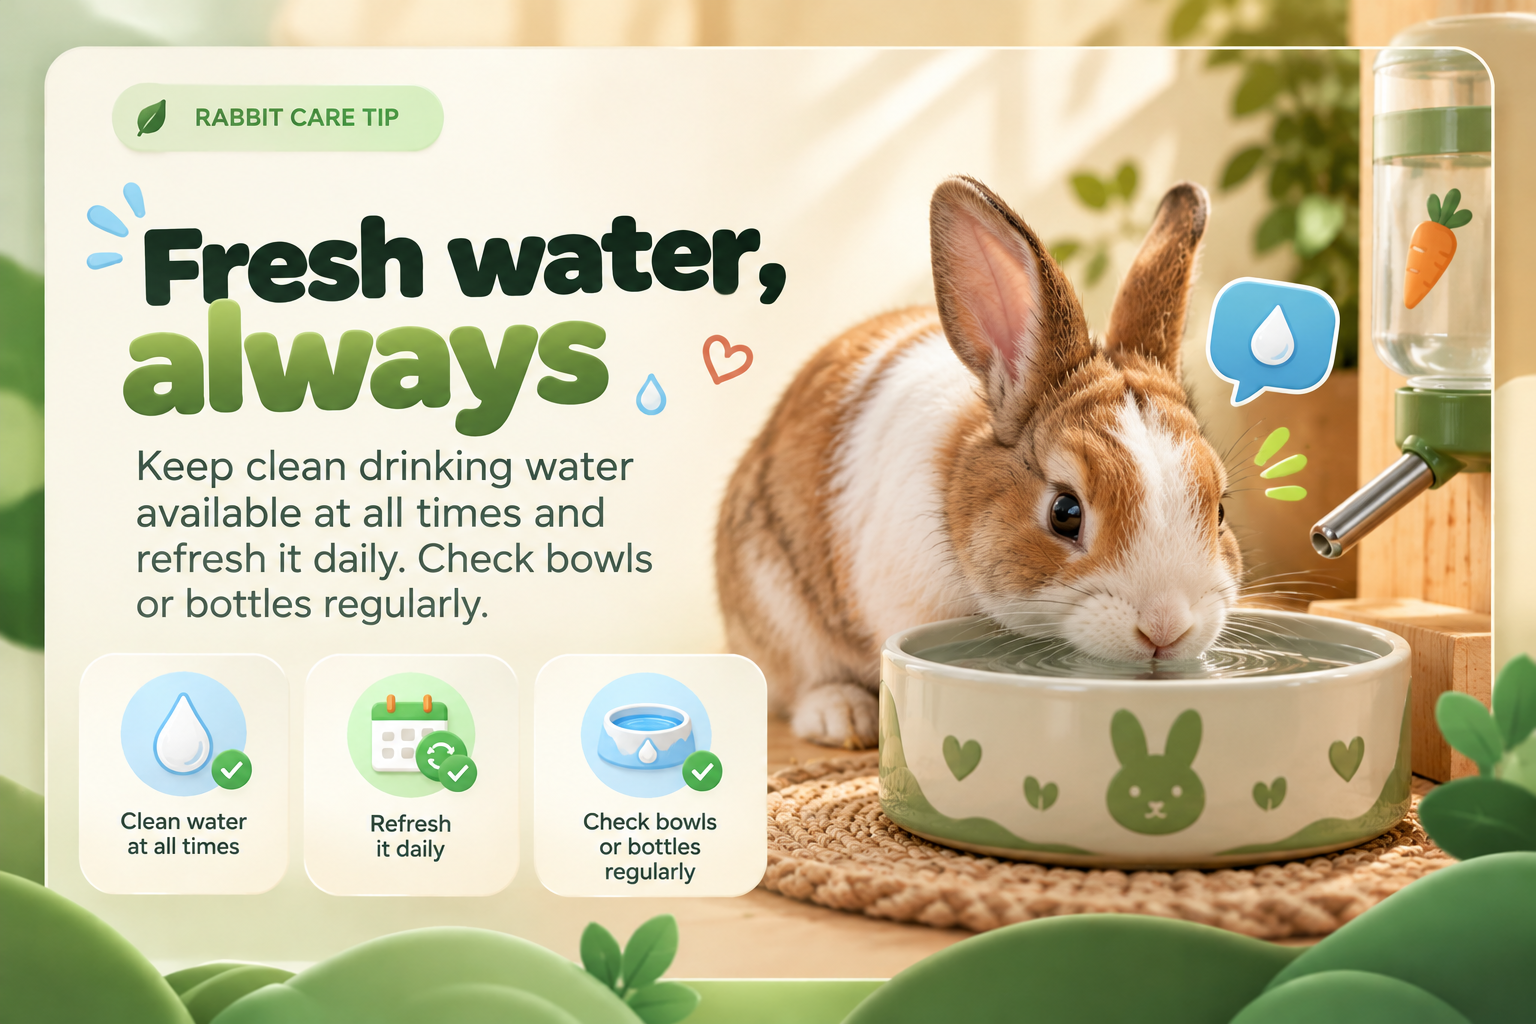 RABBIT CARE TIP
Fresh water,
always
Keep clean drinking water
available at all times and
refresh it daily. Check bowls
or bottles regularly.
Clean water
at all times
Refresh
it daily
Check bowls
or bottles
regularly